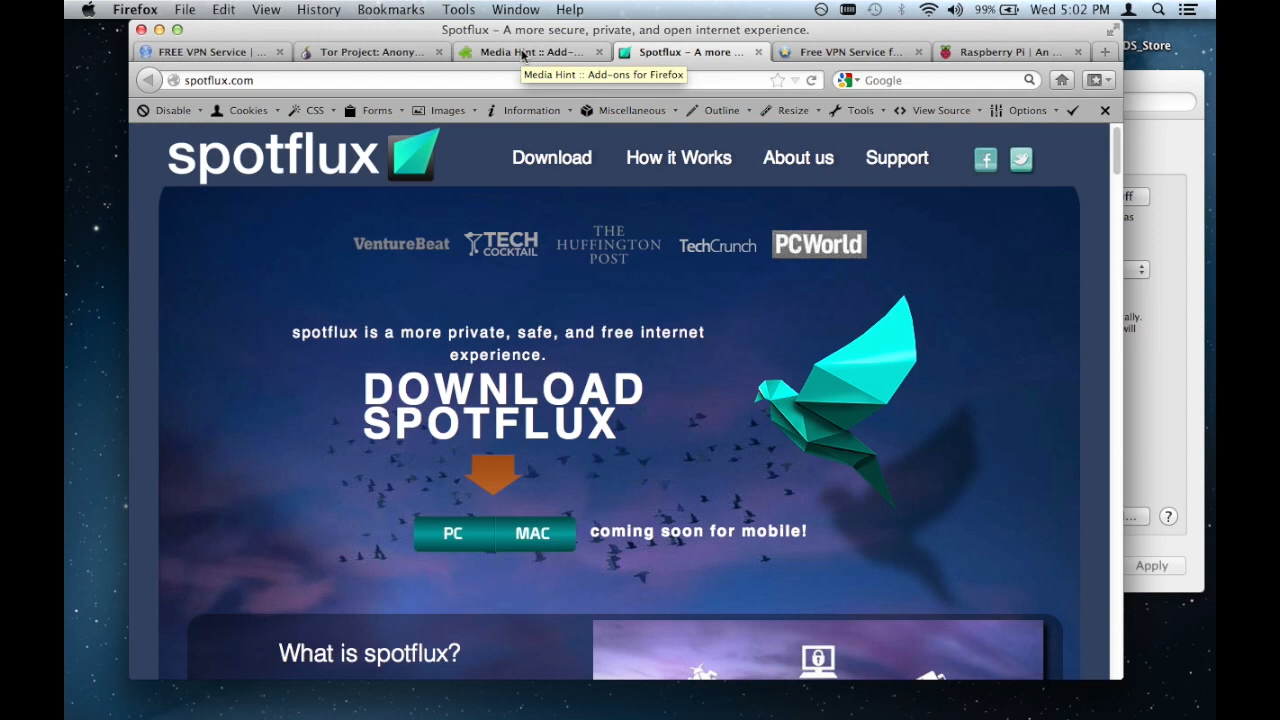 Firefox File Edit View History Bookmarks Tools Window Help 99% Wed 5:02 PM
Spotflux – A more secure, private, and open internet experience.
DS_Store
FREE VPN Service | ... Tor Project: Anony... Media Hint :: Add-... Spotflux – A more ... Free VPN Service f... Raspberry Pi | An ...
Media Hint :: Add-ons for Firefox
spotflux.com Google
Disable Cookies CSS Forms Images Information Miscellaneous Outline Resize Tools View Source Options
spotflux Download How it Works About us Support
VentureBeat TECH COCKTAIL THE HUFFINGTON POST TechCrunch PCWorld
spotflux is a more private, safe, and free internet
experience.
DOWNLOAD
SPOTFLUX
PC MAC coming soon for mobile!
What is spotflux?
ff
as
ally.
will
... ?
Apply